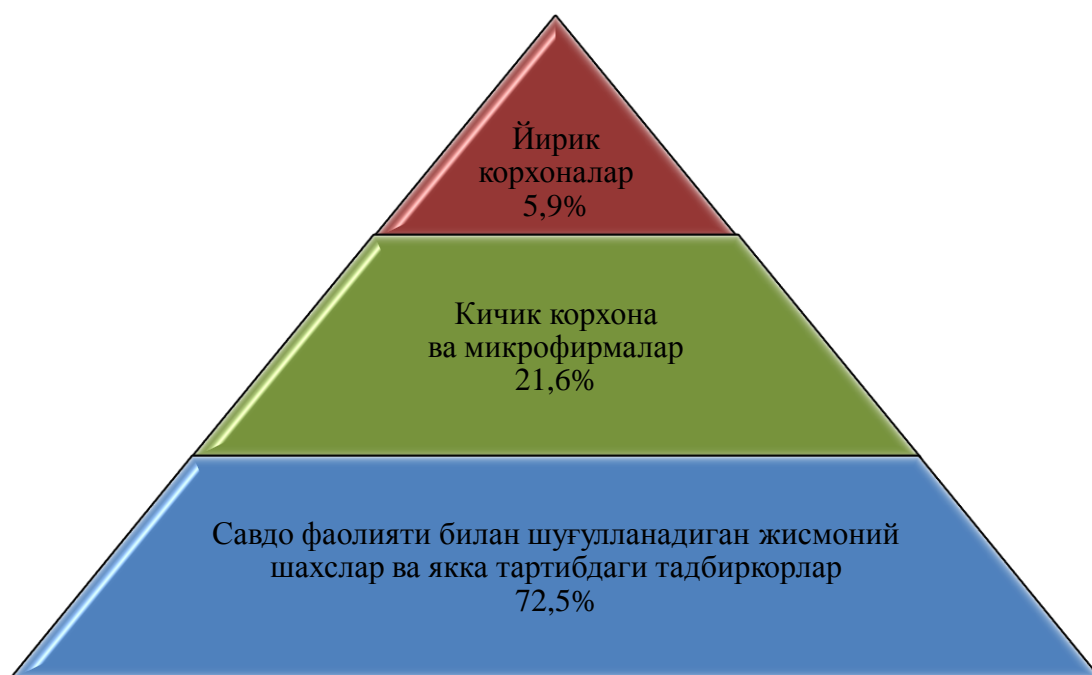 Йирик
корхоналар
5,9%
Кичик корхона
ва микрофирмалар
21,6%
Савдо фаолияти билан шуғулланадиган жисмоний
шахслар ва якка тартибдаги тадбиркорлар
72,5%